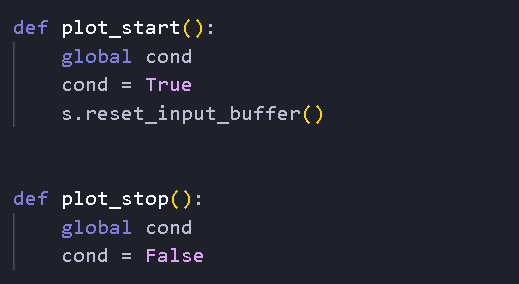 def plot_start():
    global cond
    cond = True
    s.reset_input_buffer()
def plot_stop():
    global cond
    cond = False